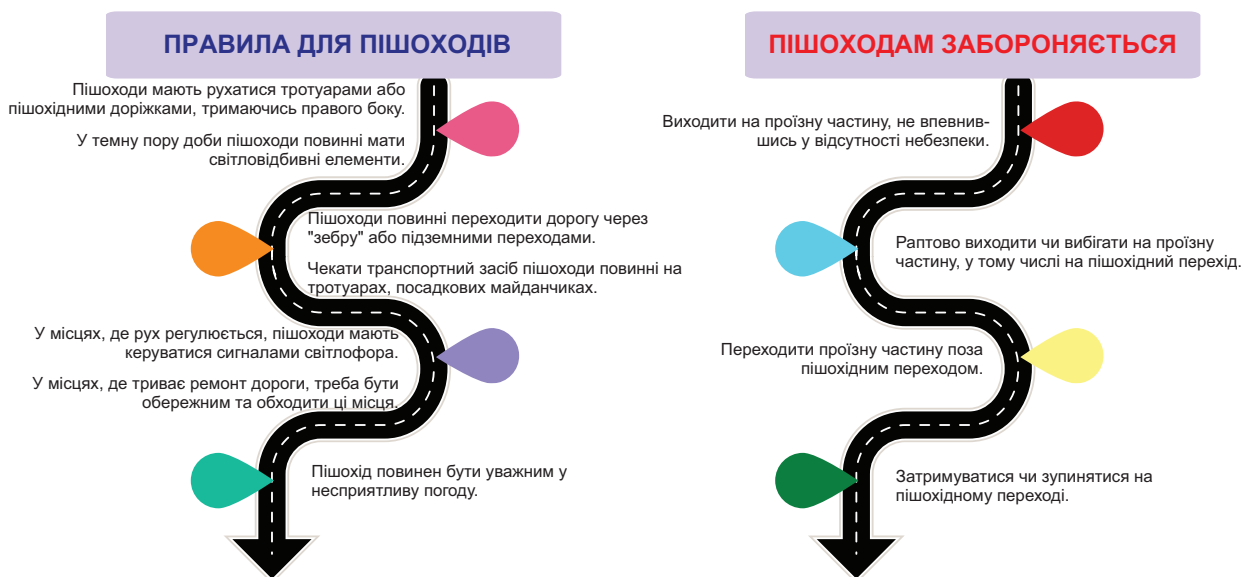 ПРАВИЛА ДЛЯ ПІШОХОДІВ
Пішоходи мають рухатися тротуарами або
пішохідними доріжками, тримаючись правого боку.
У темну пору доби пішоходи повинні мати
світловідбивні елементи.
Пішоходи повинні переходити дорогу через
"зебру" або підземними переходами.
Чекати транспортний засіб пішоходи повинні на
тротуарах, посадкових майданчиках.
У місцях, де рух регулюється, пішоходи мають
керуватися сигналами світлофора.
У місцях, де триває ремонт дороги, треба бути
обережним та обходити ці місця.
Пішохід повинен бути уважним у
несприятливу погоду.
ПІШОХОДАМ ЗАБОРОНЯЄТЬСЯ
Виходити на проїзну частину, не впевнив-
шись у відсутності небезпеки.
Раптово виходити чи вибігати на проїзну
частину, у тому числі на пішохідний перехід.
Переходити проїзну частину поза
пішохідним переходом.
Затримуватися чи зупинятися на
пішохідному переході.